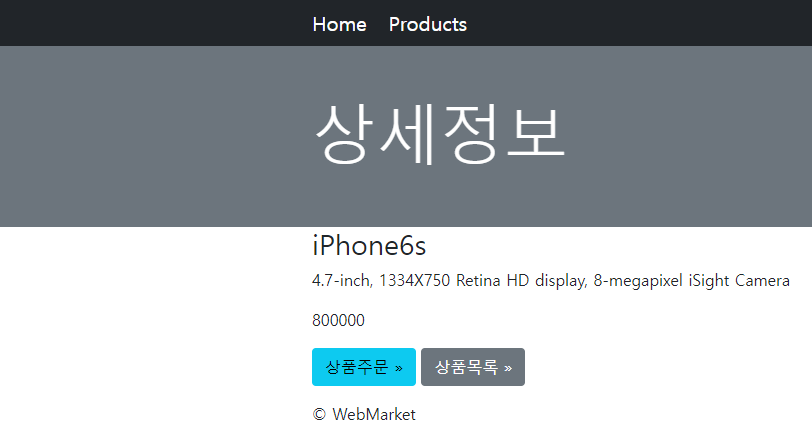 Home Products
상세정보
iPhone6s
4.7-inch, 1334X750 Retina HD display, 8-megapixel iSight Camera
800000
상품주문 » 상품목록 »
© WebMarket